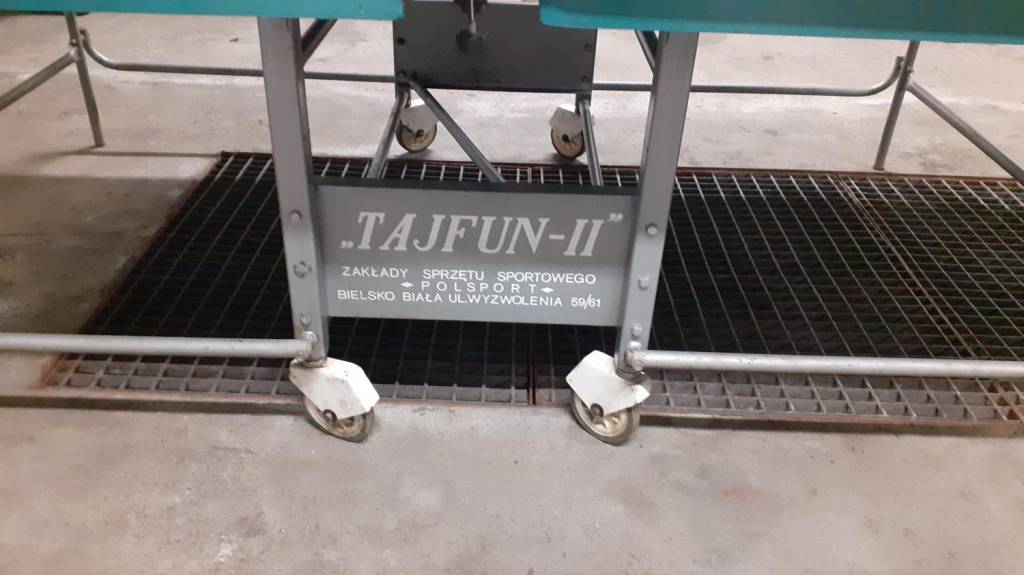 „TAJFUN-II”
ZAKŁADY SPRZĘTU SPORTOWEGO
POLSPORT
BIELSKO BIAŁA UL.WYZWOLENIA 59/61